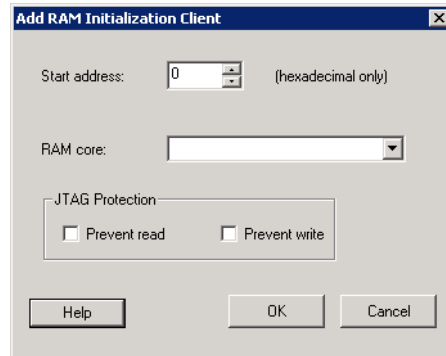 Add RAM Initialization Client
Start address: 0 (hexadecimal only)
RAM core:
JTAG Protection
Prevent read Prevent write
Help OK Cancel